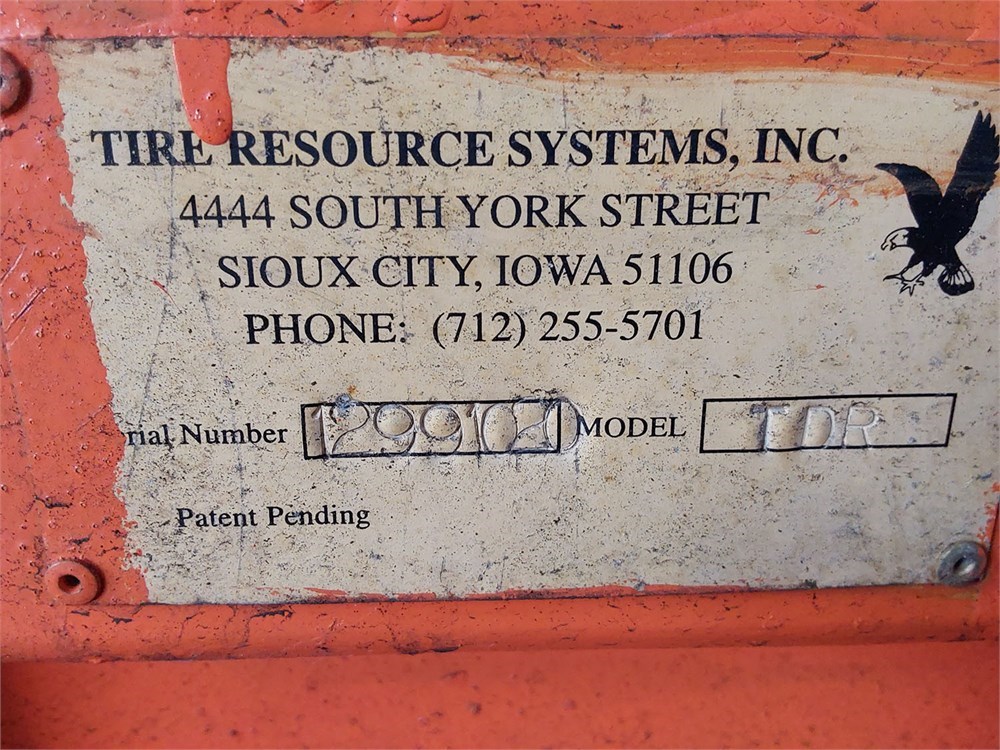 TIRE RESOURCE SYSTEMS, INC.
4444 SOUTH YORK STREET
SIOUX CITY, IOWA 51106
PHONE: (712) 255-5701
rial Number MODEL TDR
Patent Pending